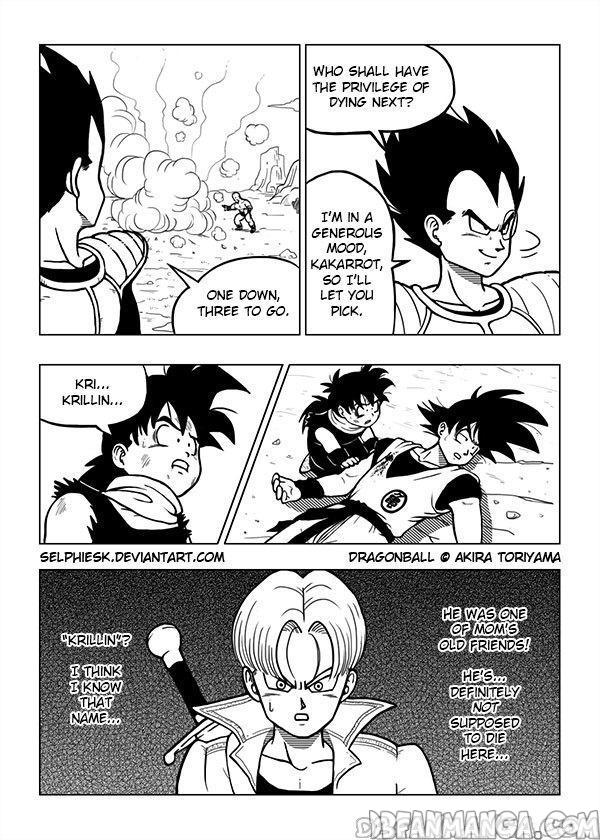 ONE DOWN,
THREE TO GO.
WHO SHALL HAVE
THE PRIVILEGE OF
DYING NEXT?
I'M IN A
GENEROUS
MOOD,
KAKARROT,
SO I'LL
LET YOU
PICK.
KRI...
KRILLIN...
SELPHIESK.DEVIANTART.COM
DRAGONBALL © AKIRA TORIYAMA
"KRILLIN"?
I THINK
I KNOW
THAT
NAME...
HE WAS ONE
OF MOM'S
OLD FRIENDS!
HE'S...
DEFINITELY
NOT
SUPPOSED
TO DIE
HERE...
DBFANMANGA.COM